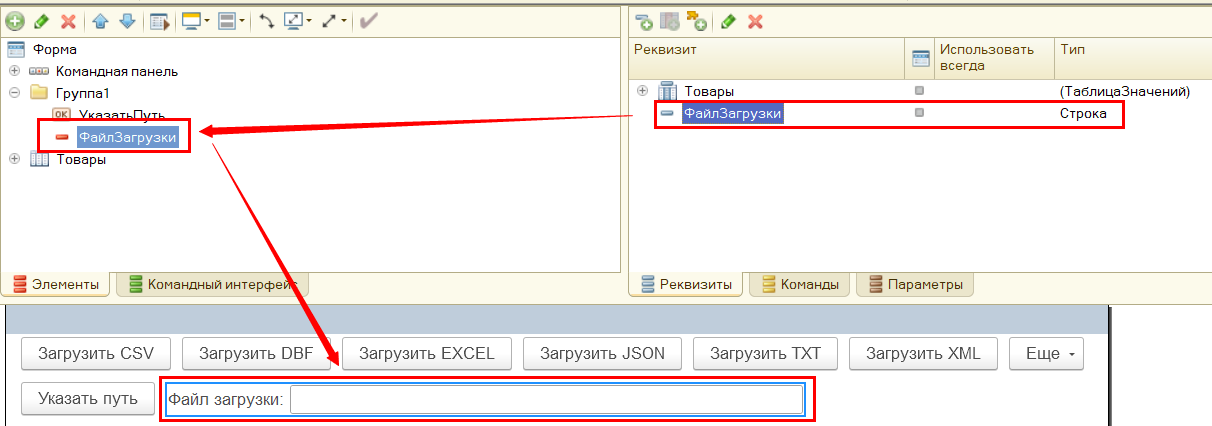 Форма
Командная панель
Группа1
OK УказатьПуть
ФайлЗагрузки
Товары
Элементы
Командный интерфейс
Реквизит
Использовать всегда
Тип
Товары (ТаблицаЗначений)
ФайлЗагрузки Строка
Реквизиты
Команды
Параметры
Загрузить CSV Загрузить DBF Загрузить EXCEL Загрузить JSON Загрузить TXT Загрузить XML Еще
Указать путь Файл загрузки: